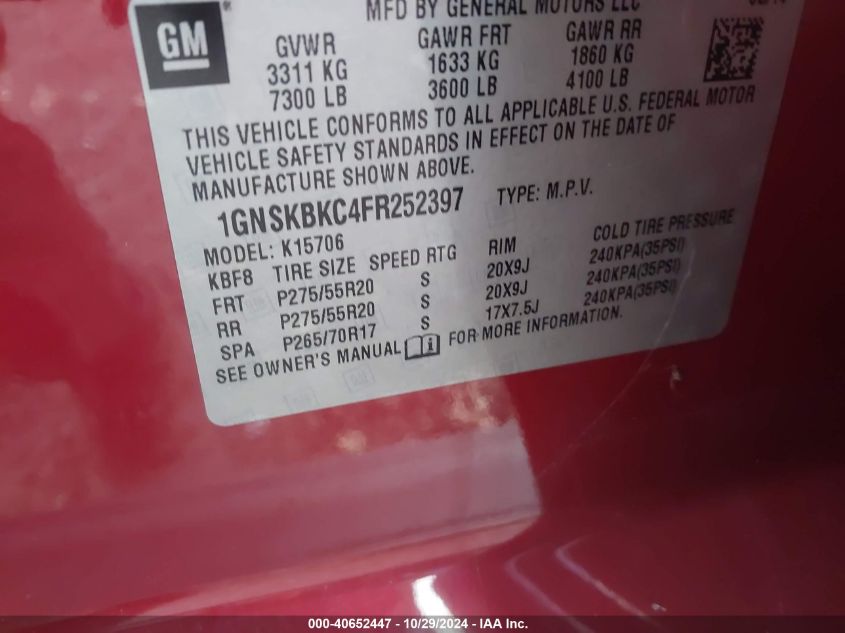 GM
MFD BY GENERAL MOTORS LLC
GVWR GAWR FRT GAWR RR
3311 KG 1633 KG 1860 KG
7300 LB 3600 LB 4100 LB
THIS VEHICLE CONFORMS TO ALL APPLICABLE U.S. FEDERAL MOTOR
VEHICLE SAFETY STANDARDS IN EFFECT ON THE DATE OF
MANUFACTURE SHOWN ABOVE.
1GNSKBKC4FR252397 TYPE: M.P.V.
MODEL: K15706
KBF8 TIRE SIZE SPEED RTG RIM COLD TIRE PRESSURE
FRT P275/55R20 S 20X9J 240KPA(35PSI)
RR P275/55R20 S 20X9J 240KPA(35PSI)
SPA P265/70R17 S 17X7.5J 240KPA(35PSI)
SEE OWNER'S MANUAL FOR MORE INFORMATION.
000-40652447 - 10/29/2024 - IAA Inc.